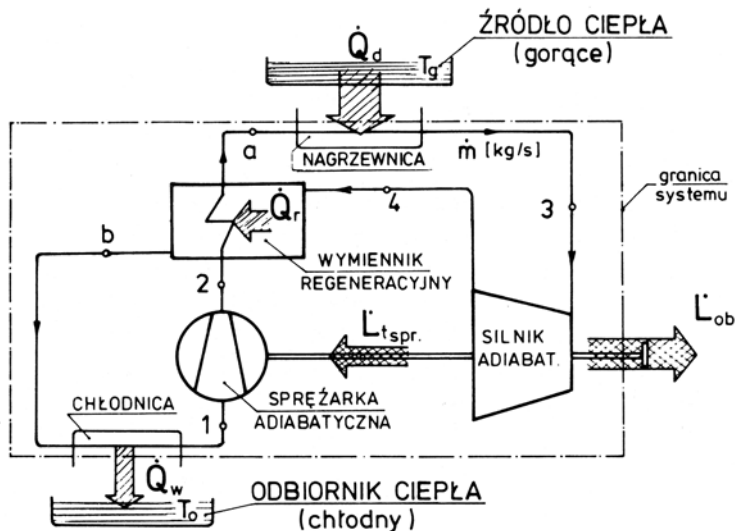 ŹRÓDŁO CIEPŁA
(gorące)
Q̇d
Tg
a
NAGRZEWNICA
ṁ [kg/s]
granica
systemu
4
3
b
Q̇r
WYMIENNIK
REGENERACYJNY
2
L̇t spr.
SILNIK
ADIABAT.
L̇ob
CHŁODNICA
1
SPRĘŻARKA
ADIABATYCZNA
Q̇w
To
ODBIORNIK CIEPŁA
(chłodny)